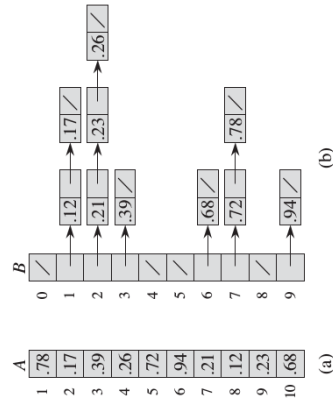 A
1 .78
2 .17
3 .39
4 .26
5 .72
6 .94
7 .21
8 .12
9 .23
10 .68
(a)
B
0
1 .12 .17
2 .21 .23 .26
3 .39
4
5
6 .68
7 .72 .78
8
9 .94
(b)